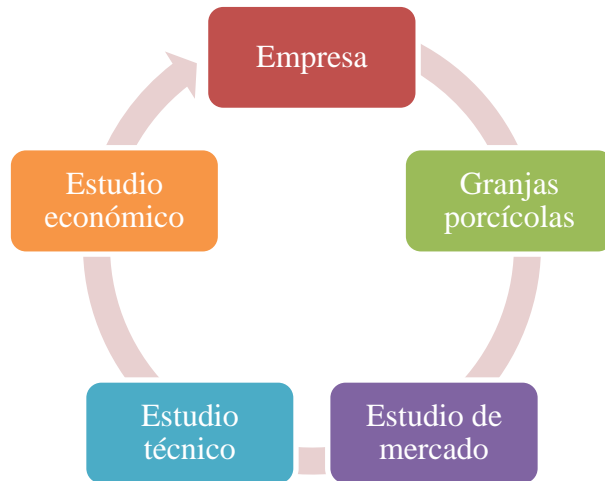 Empresa
Granjas
porcícolas
Estudio de
mercado
Estudio
técnico
Estudio
económico